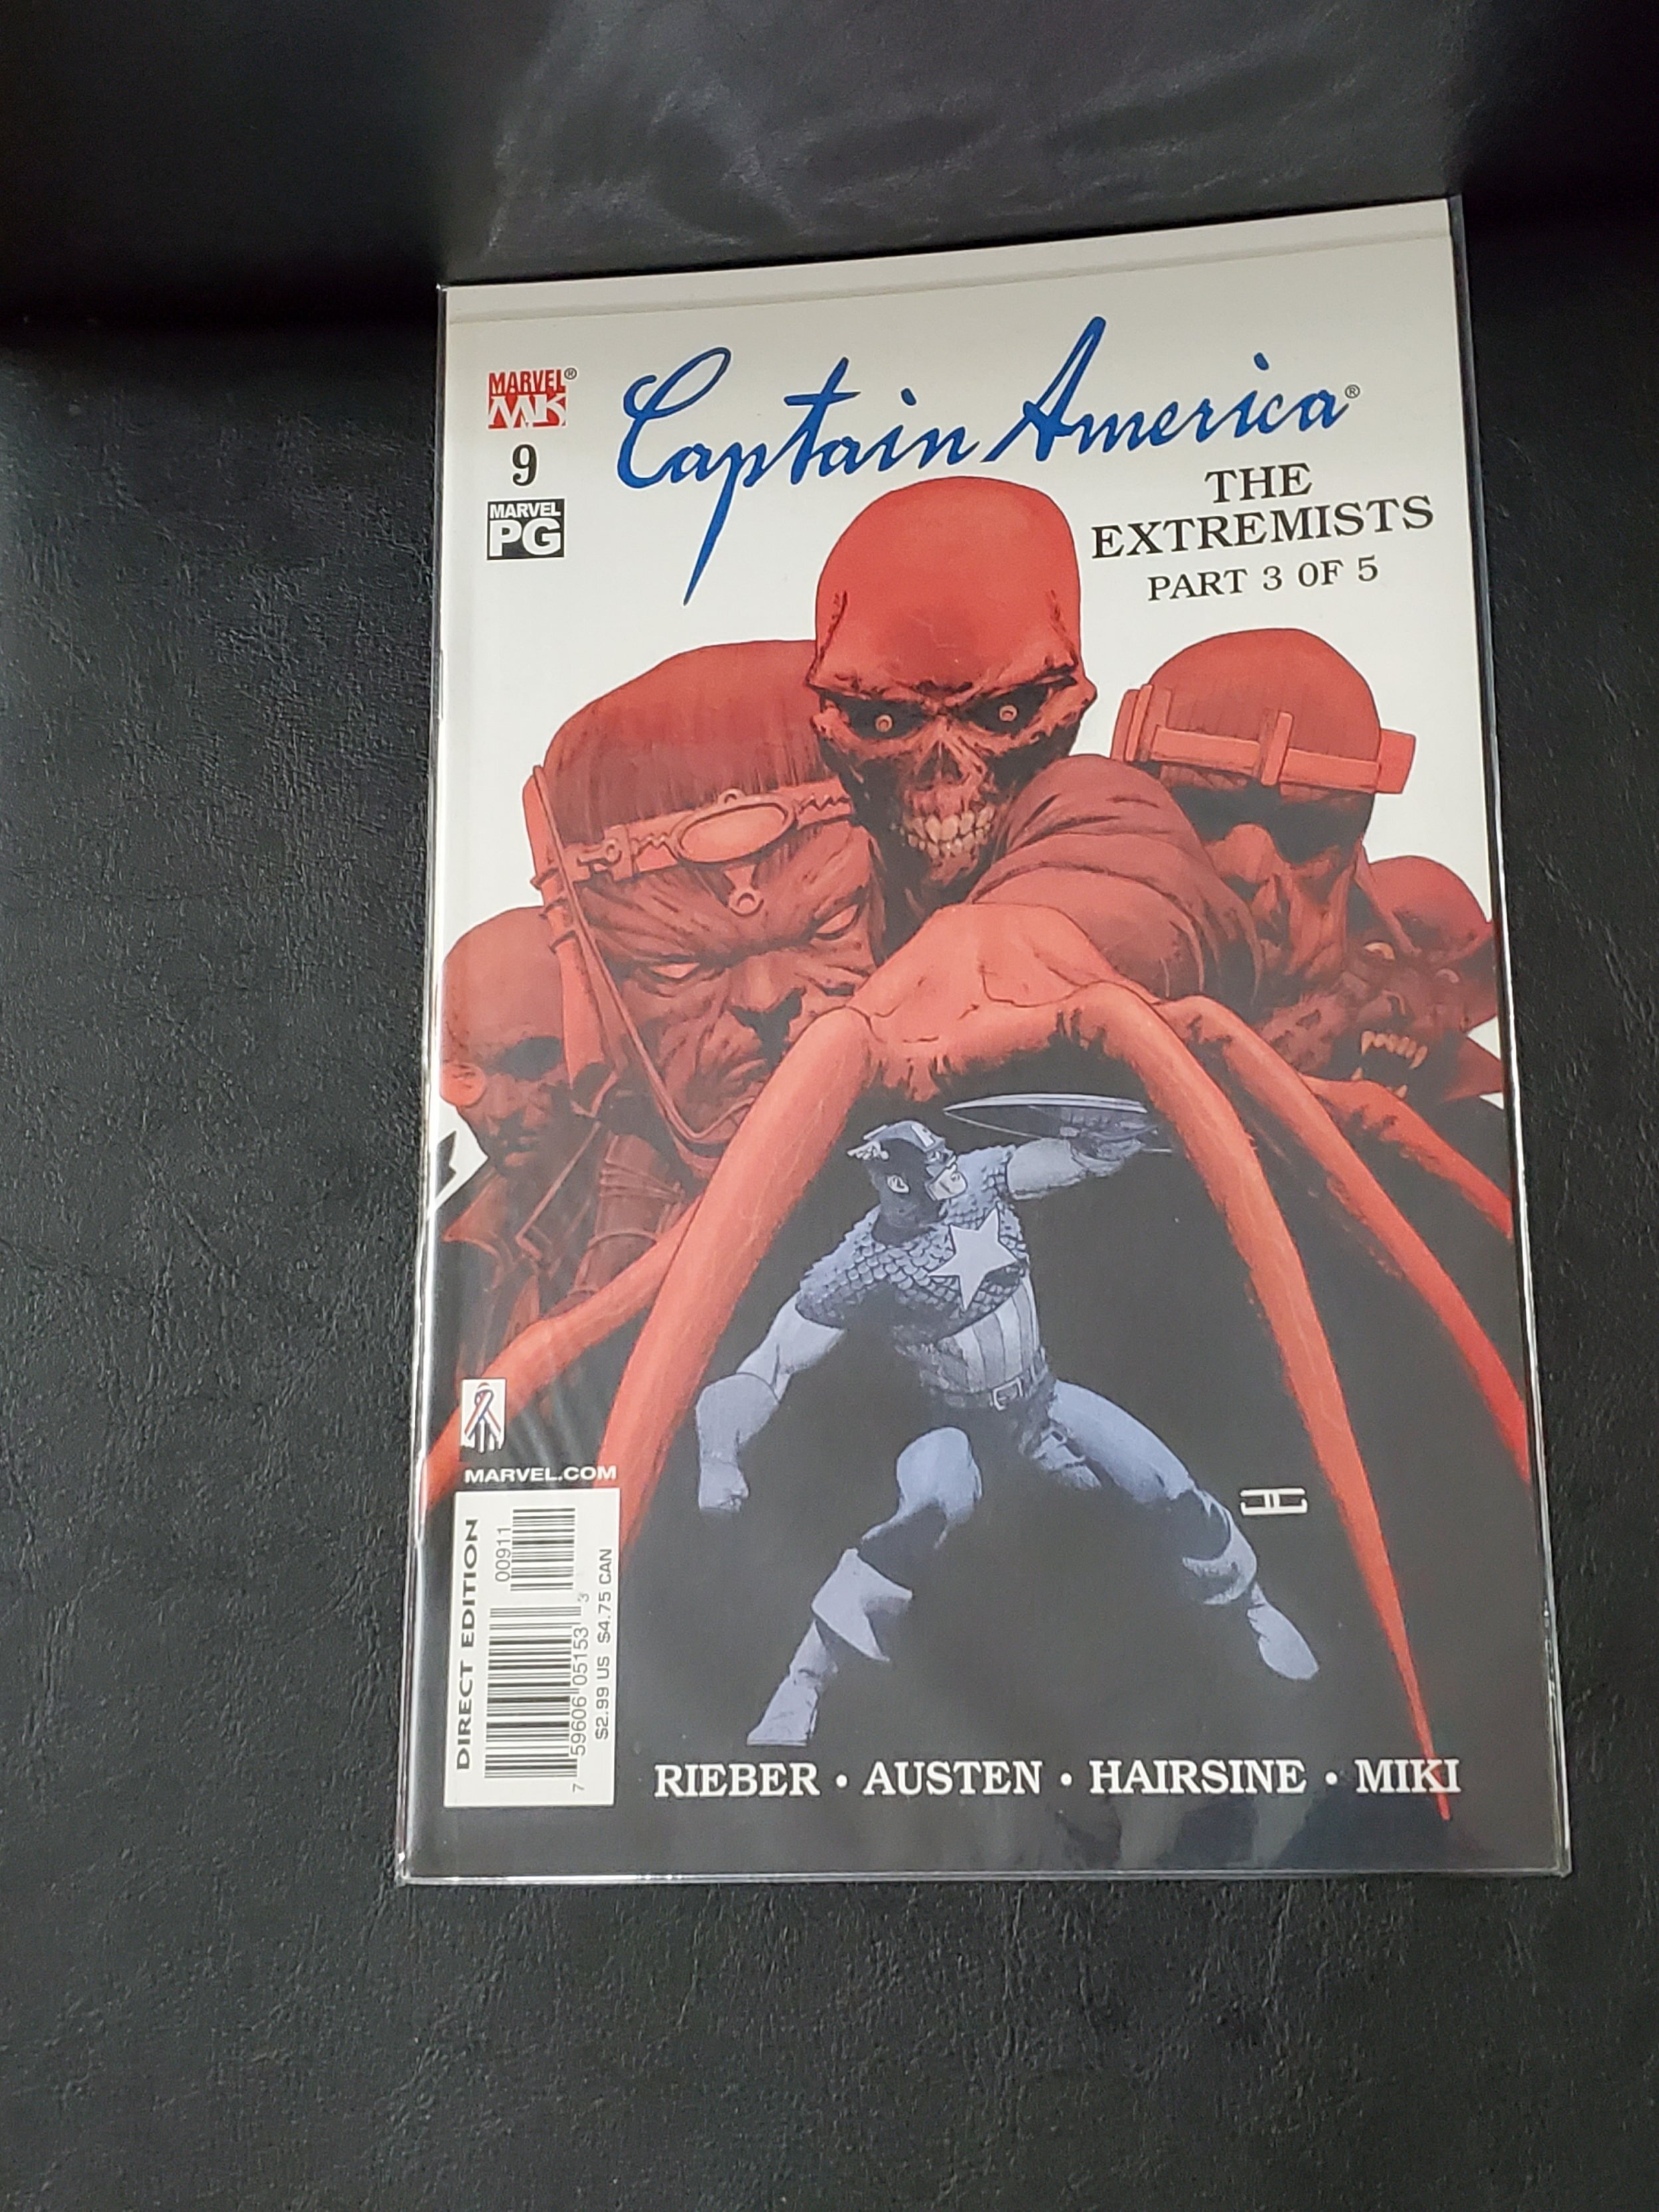 MARVEL®
MK
9
MARVEL
PG
Captain America®
THE
EXTREMISTS
PART 3 OF 5
A
MARVEL.COM
DIRECT EDITION
00911
7 59606 05153 3
$2.99 US $4.75 CAN
JC
RIEBER • AUSTEN • HAIRSINE • MIKI